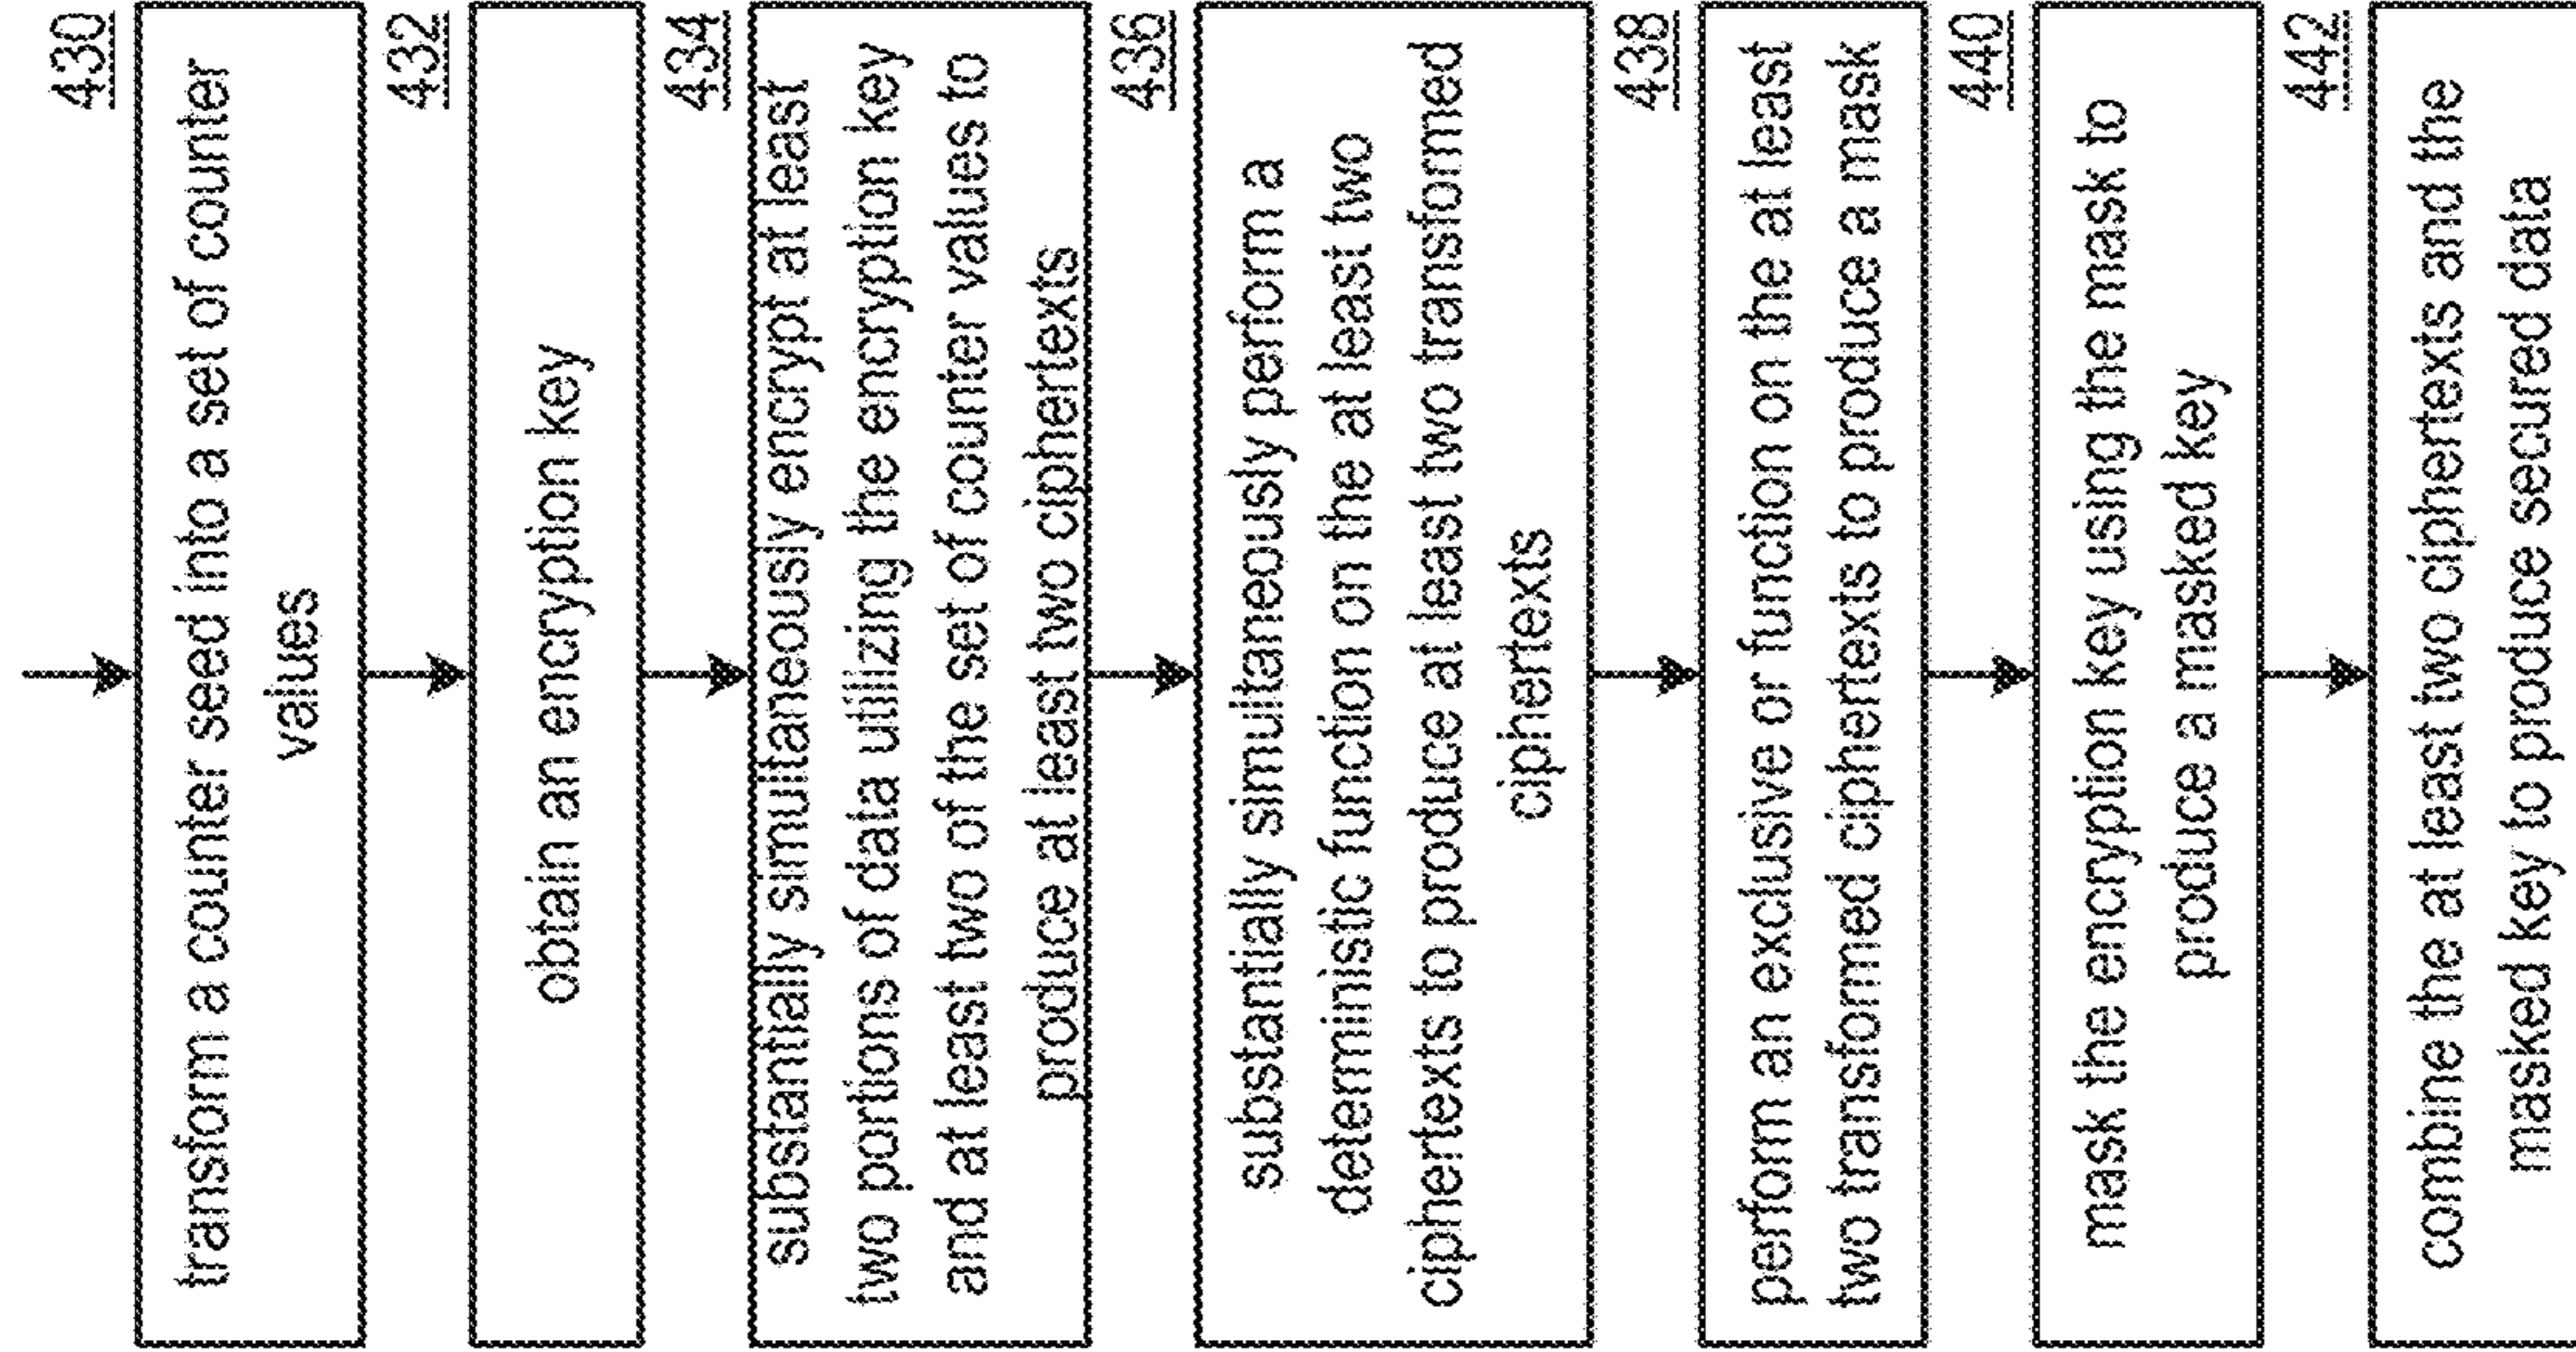 430
transform a counter seed into a set of counter
values
432
obtain an encryption key
434
substantially simultaneously encrypt at least
two portions of data utilizing the encryption key
and at least two of the set of counter values to
produce at least two ciphertexts
436
substantially simultaneously perform a
deterministic function on the at least two
ciphertexts to produce at least two transformed
ciphertexts
438
perform an exclusive or function on the at least
two transformed ciphertexts to produce a mask
440
mask the encryption key using the mask to
produce a masked key
442
combine the at least two ciphertexts and the
masked key to produce secured data